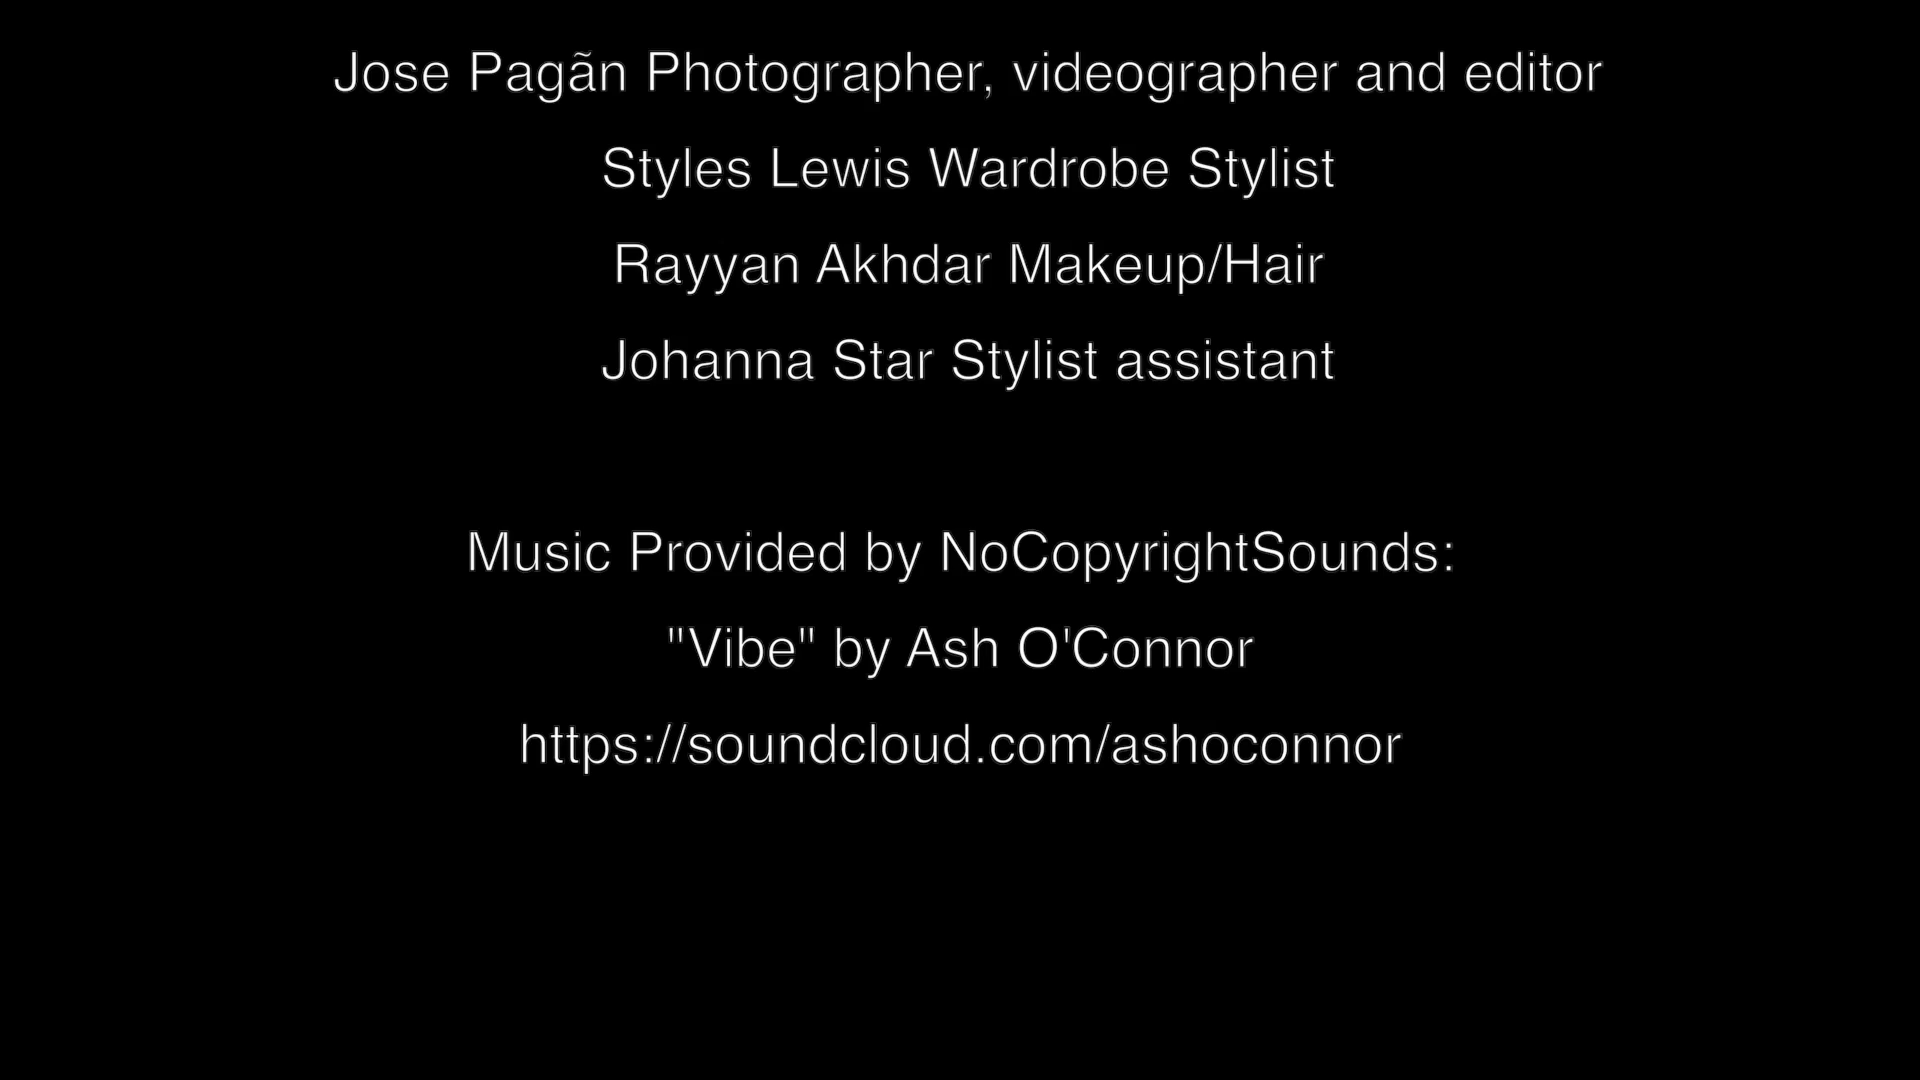 Jose Pagãn Photographer, videographer and editor
Styles Lewis Wardrobe Stylist
Rayyan Akhdar Makeup/Hair
Johanna Star Stylist assistant
Music Provided by NoCopyrightSounds:
"Vibe" by Ash O'Connor
https://soundcloud.com/ashoconnor